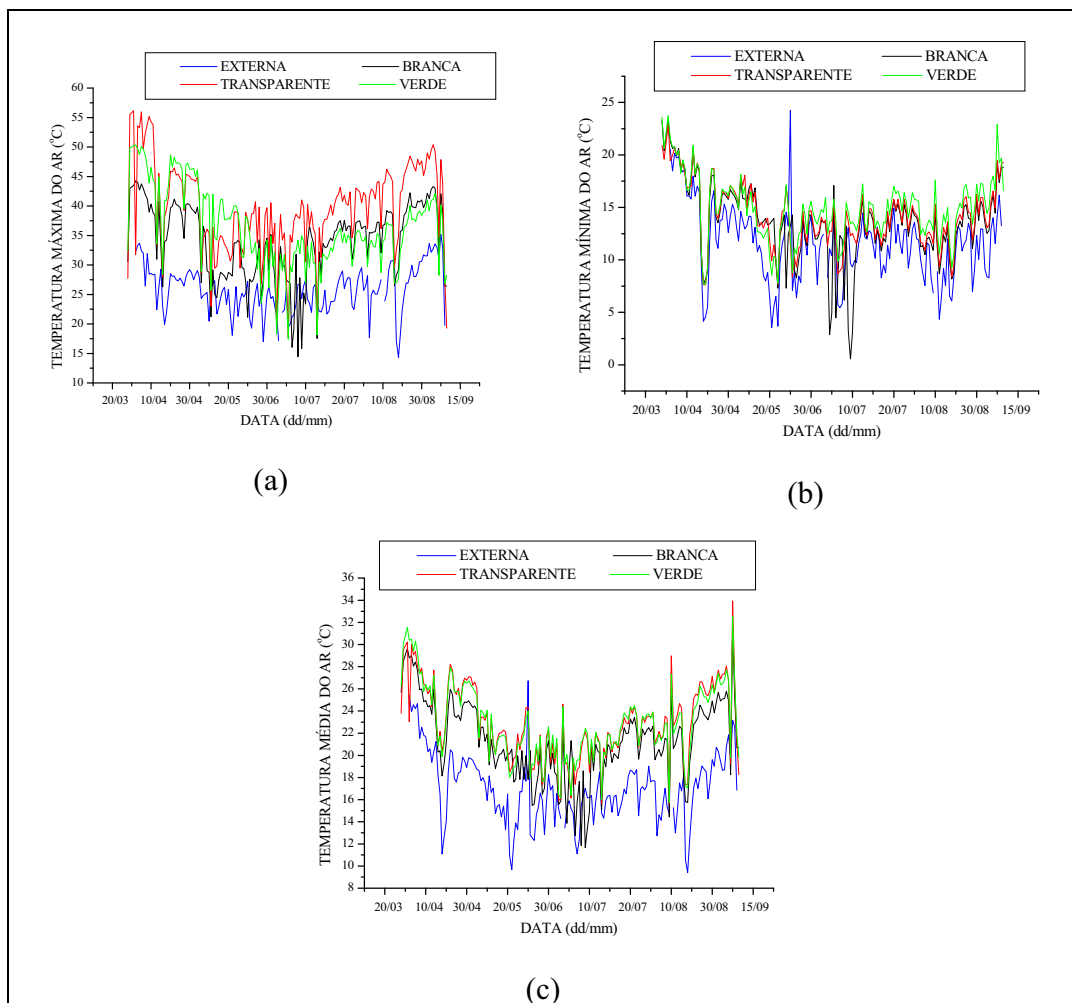 EXTERNA BRANCA
TRANSPARENTE VERDE
TEMPERATURA MÁXIMA DO AR (°C)
60
55
50
45
40
35
30
25
20
15
10
20/03 10/04 30/04 20/05 30/06 10/07 20/07 10/08 30/08 15/09
DATA (dd/mm)
(a)
EXTERNA BRANCA
TRANSPARENTE VERDE
TEMPERATURA MÍNIMA DO AR (°C)
25
20
15
10
5
0
20/03 10/04 30/04 20/05 30/06 10/07 20/07 10/08 30/08 15/09
DATA (dd/mm)
(b)
EXTERNA BRANCA
TRANSPARENTE VERDE
TEMPERATURA MÉDIA DO AR (°C)
36
34
32
30
28
26
24
22
20
18
16
14
12
10
8
20/03 10/04 30/04 20/05 30/06 10/07 20/07 10/08 30/08 15/09
DATA (dd/mm)
(c)